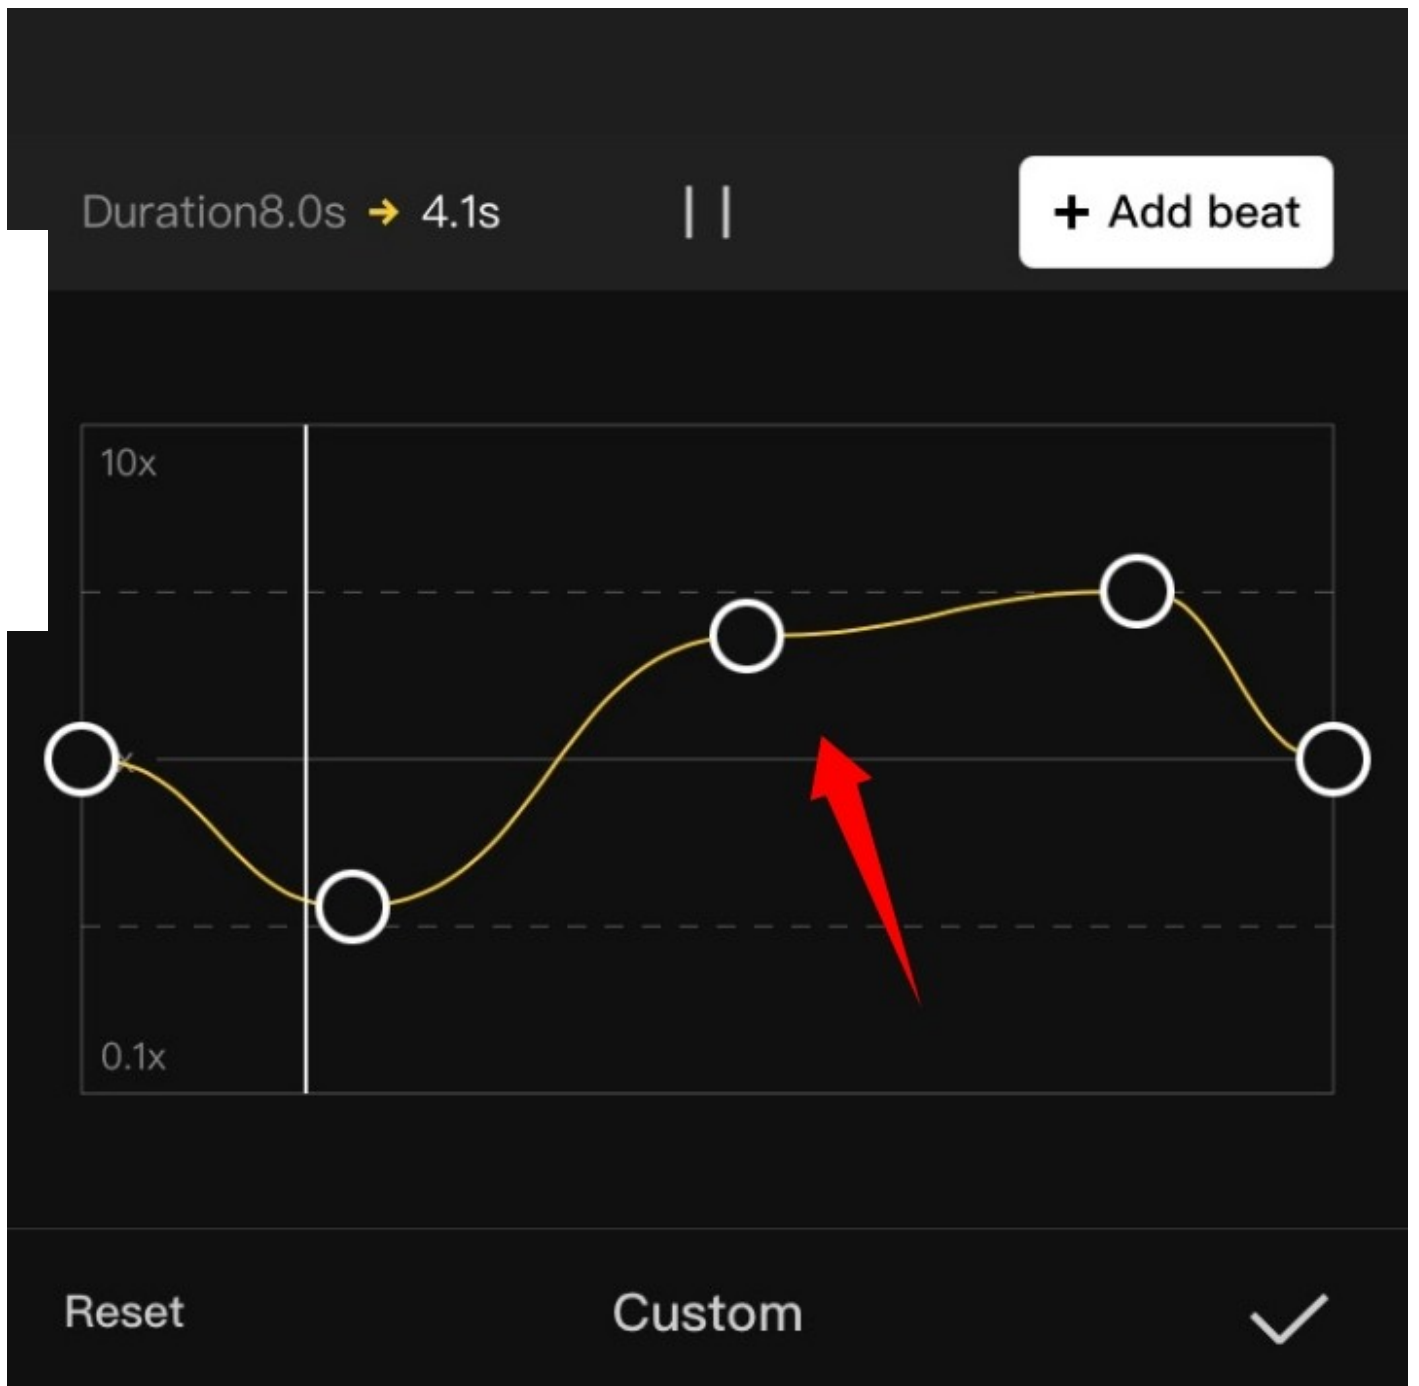 Duration8.0s → 4.1s
+ Add beat
10x
x
0.1x
Reset
Custom